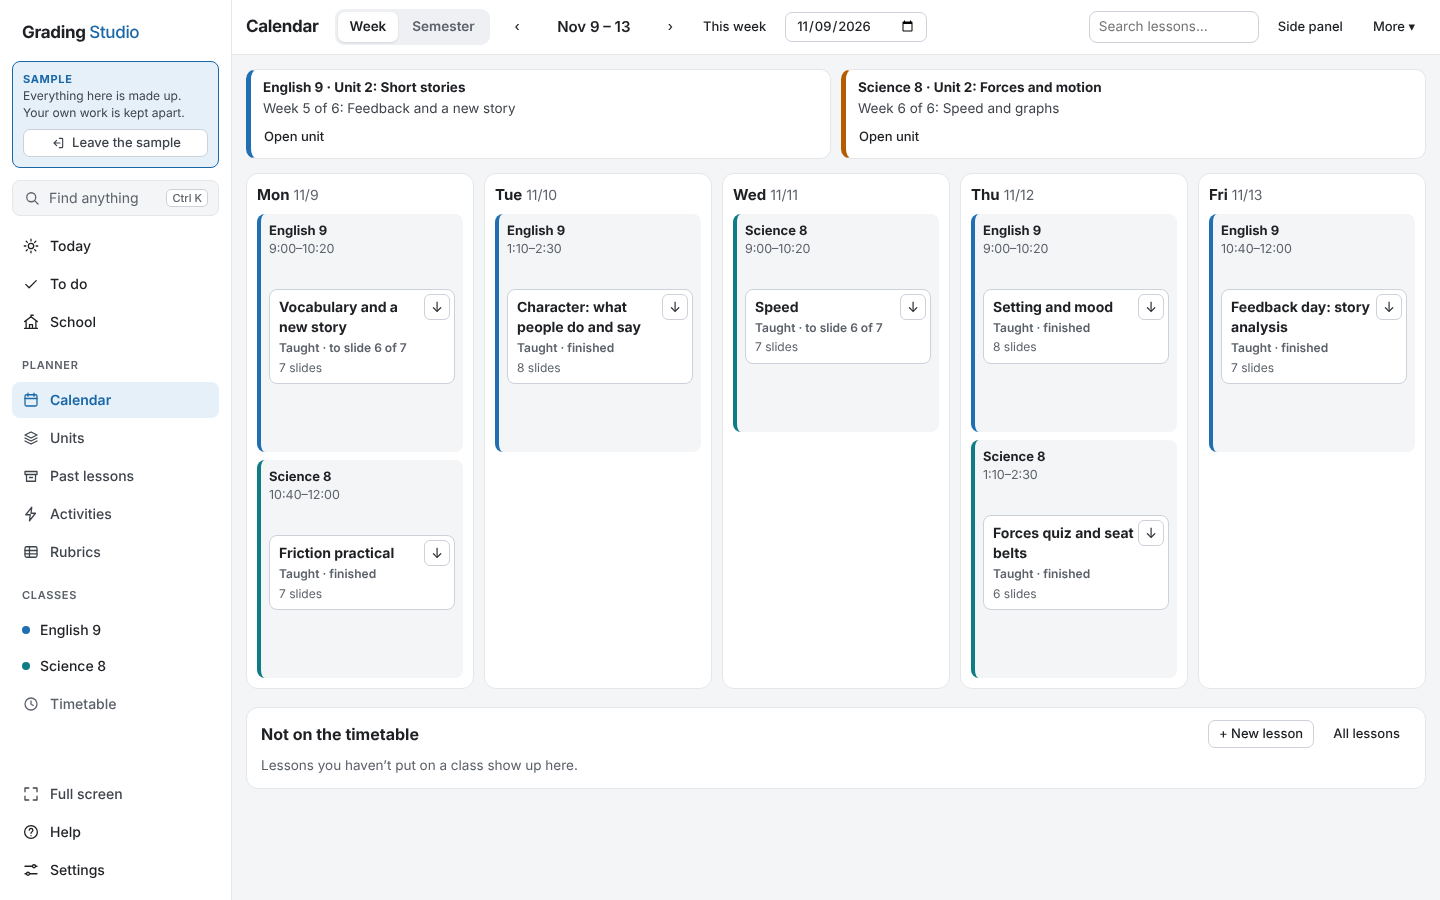 Grading Studio
SAMPLE
Everything here is made up.
Your own work is kept apart.
Leave the sample
Find anything
Ctrl K
Today
To do
School
PLANNER
Calendar
Units
Past lessons
Activities
Rubrics
CLASSES
English 9
Science 8
Timetable
Full screen
Help
Settings
Calendar
Week
Semester
‹
Nov 9 – 13
›
This week
11/09/2026
Search lessons...
Side panel
More ▾
English 9 · Unit 2: Short stories
Week 5 of 6: Feedback and a new story
Open unit
Science 8 · Unit 2: Forces and motion
Week 6 of 6: Speed and graphs
Open unit
Mon 11/9
English 9
9:00–10:20
Vocabulary and a
new story
Taught · to slide 6 of 7
7 slides
Science 8
10:40–12:00
Friction practical
Taught · finished
7 slides
Tue 11/10
English 9
1:10–2:30
Character: what
people do and say
Taught · finished
8 slides
Wed 11/11
Science 8
9:00–10:20
Speed
Taught · to slide 6 of 7
7 slides
Thu 11/12
English 9
9:00–10:20
Setting and mood
Taught · finished
8 slides
Science 8
1:10–2:30
Forces quiz and seat
belts
Taught · finished
6 slides
Fri 11/13
English 9
10:40–12:00
Feedback day: story
analysis
Taught · finished
7 slides
Not on the timetable
+ New lesson
All lessons
Lessons you haven’t put on a class show up here.